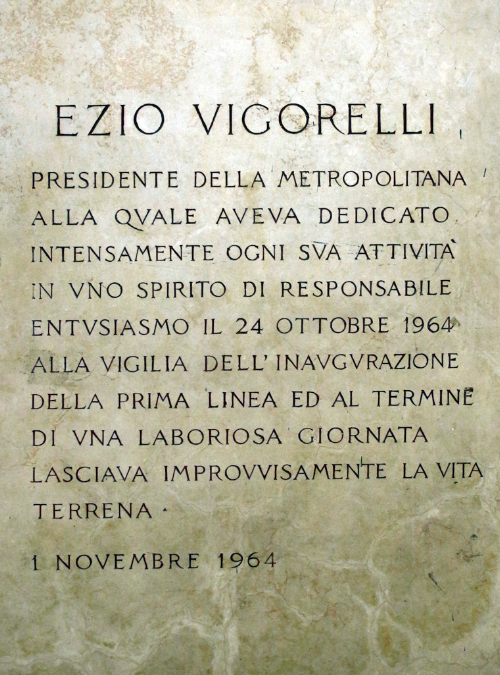 EZIO VIGORELLI
PRESIDENTE DELLA METROPOLITANA
ALLA QVALE AVEVA DEDICATO
INTENSAMENTE OGNI SVA ATTIVITÀ
IN VNO SPIRITO DI RESPONSABILE
ENTVSIASMO IL 24 OTTOBRE 1964
ALLA VIGILIA DELL'INAVGVRAZIONE
DELLA PRIMA LINEA ED AL TERMINE
DI VNA LABORIOSA GIORNATA
LASCIAVA IMPROVVISAMENTE LA VITA
TERRENA ·
1 NOVEMBRE 1964